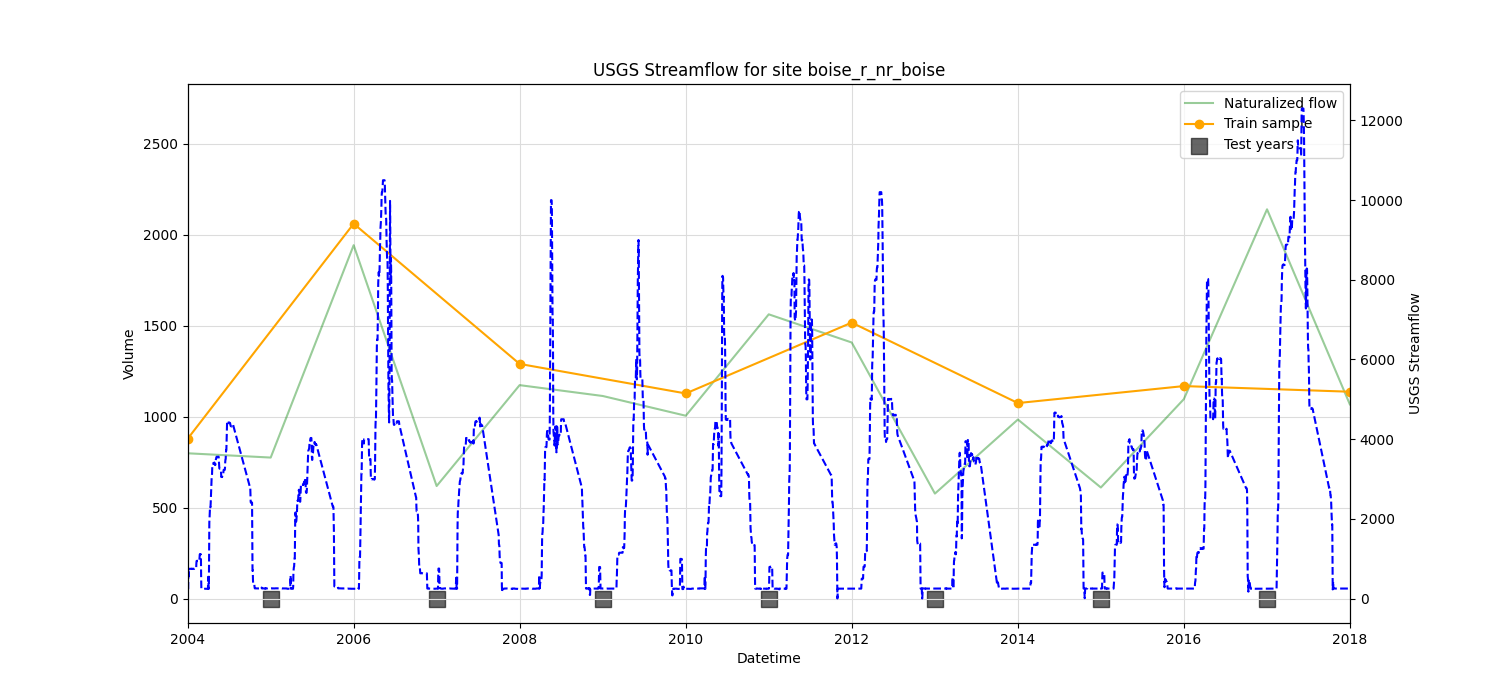 USGS Streamflow for site boise_r_nr_boise
Naturalized flow
Train sample
Test years
Volume
2500
2000
1500
1000
500
0
12000
10000
8000
6000
4000
2000
0
USGS Streamflow
2004 2006 2008 2010 2012 2014 2016 2018
Datetime